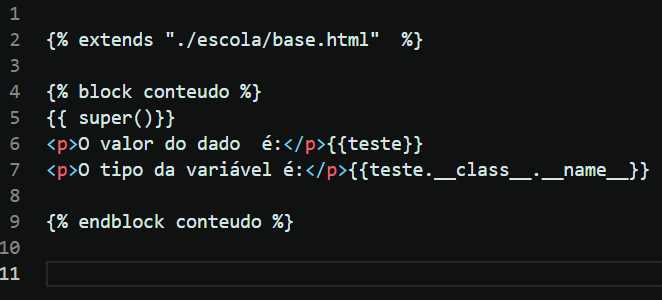 1
2 {% extends "./escola/base.html"  %}
3
4 {% block conteudo %}
5 {{ super()}}
6 <p>O valor do dado  é:</p>{{teste}}
7 <p>O tipo da variável é:</p>{{teste.__class__.__name__}}
8
9 {% endblock conteudo %}
10
11